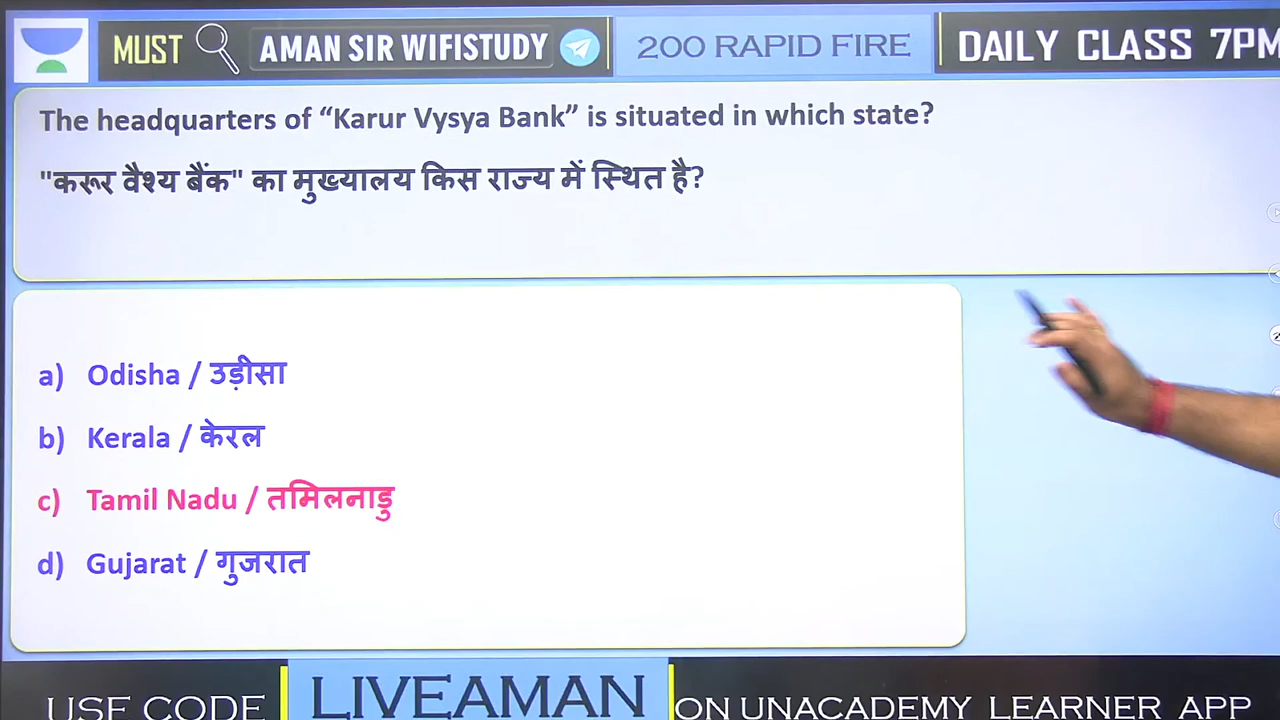 MUST AMAN SIR WIFISTUDY 200 RAPID FIRE DAILY CLASS 7PM
The headquarters of “Karur Vysya Bank” is situated in which state?
"करूर वैश्य बैंक" का मुख्यालय किस राज्य में स्थित है?
a) Odisha / उड़ीसा
b) Kerala / केरल
c) Tamil Nadu / तमिलनाडु
d) Gujarat / गुजरात
USE CODE LIVEAMAN ON UNACADEMY LEARNER APP